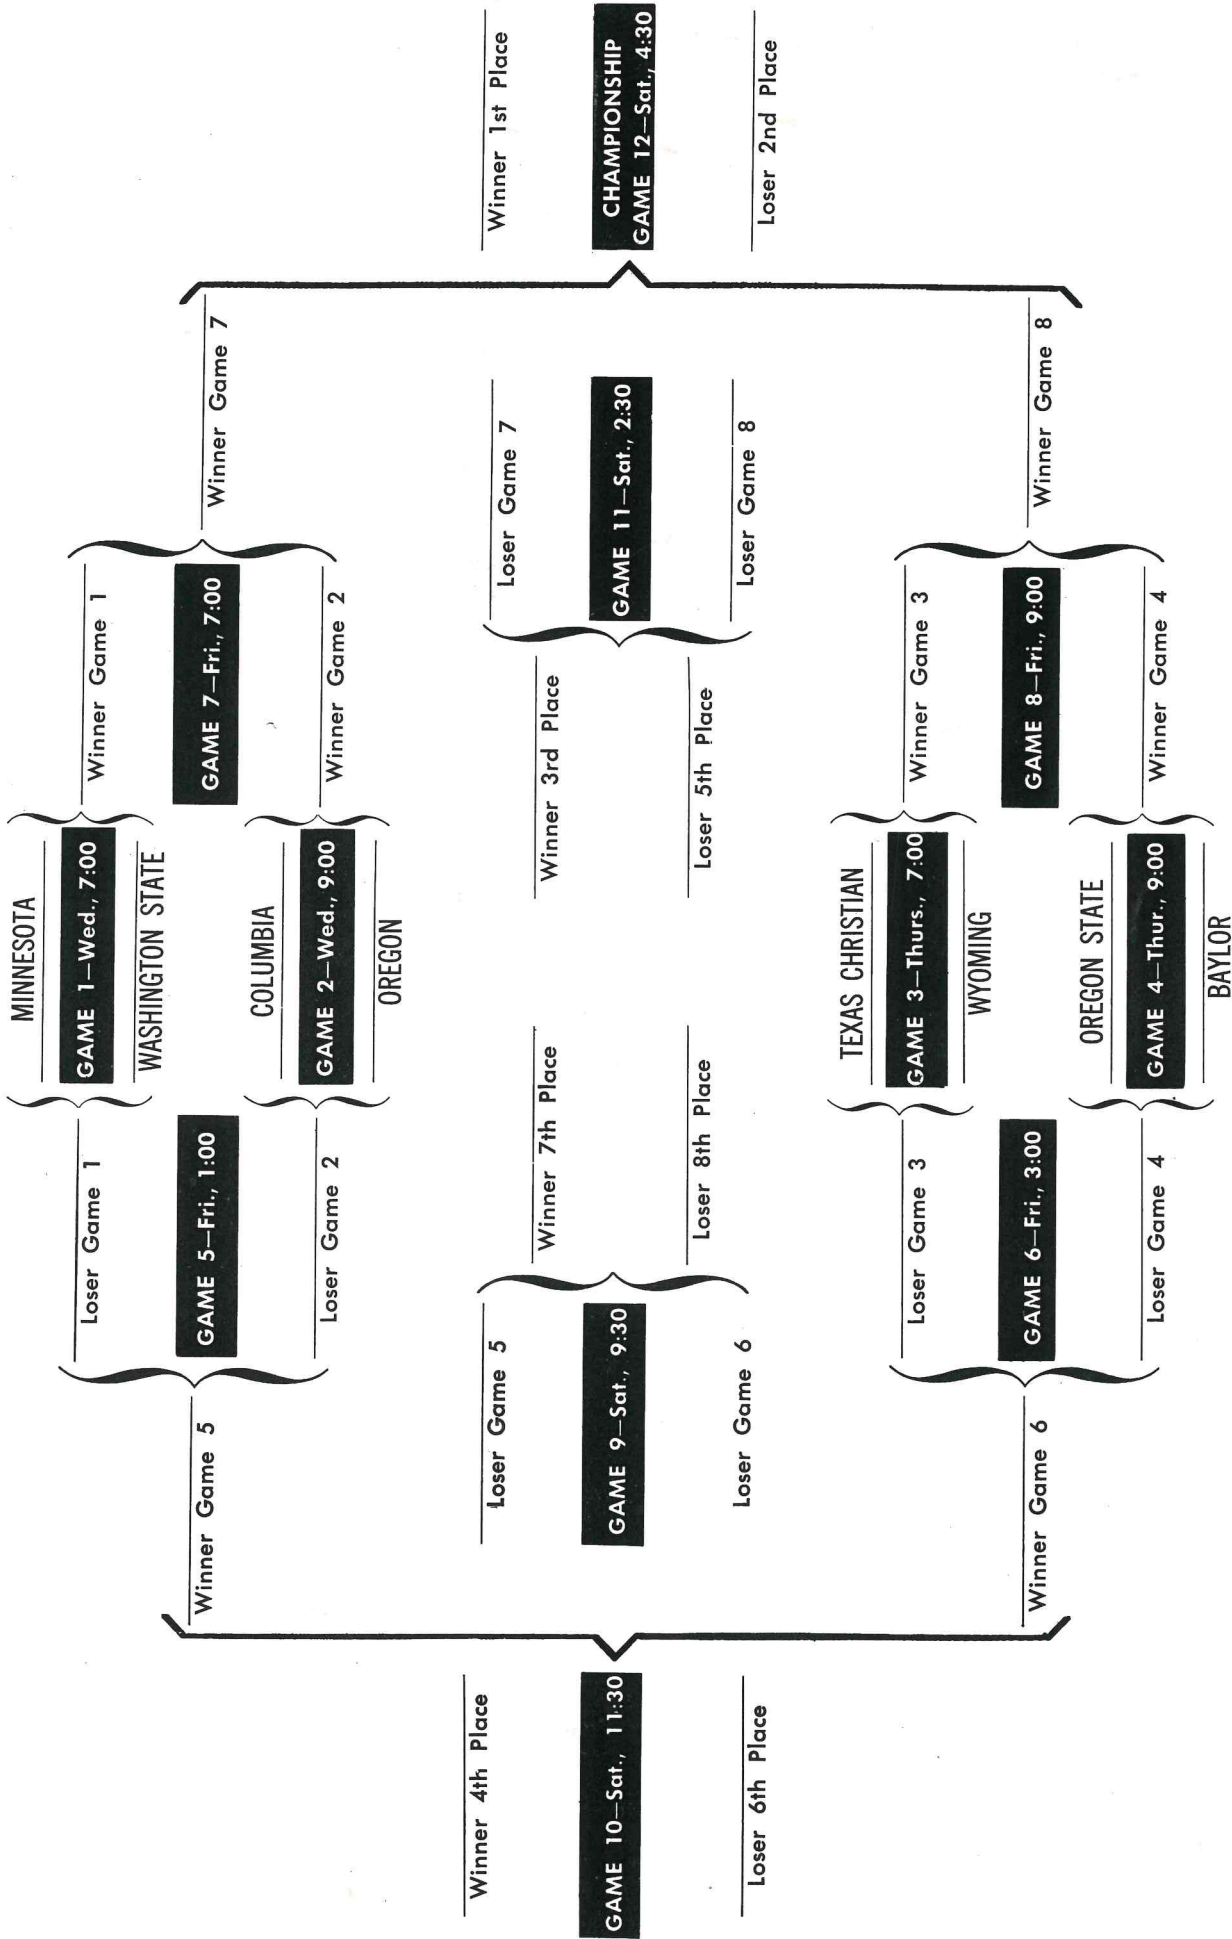 MINNESOTA
Loser Game 1
GAME 1—Wed., 7:00
Winner Game 1
WASHINGTON STATE
Winner Game 5
GAME 5—Fri., 1:00
GAME 7—Fri., 7:00
Winner Game 7
COLUMBIA
Loser Game 2
GAME 2—Wed., 9:00
Winner Game 2
OREGON
Winner 4th Place
Loser Game 5
Loser Game 7
Winner 1st Place
Winner 7th Place
Winner 3rd Place
GAME 10—Sat., 11:30
GAME 9—Sat., 9:30
GAME 11—Sat., 2:30
CHAMPIONSHIP
GAME 12—Sat., 4:30
Loser 8th Place
Loser 5th Place
Loser 6th Place
Loser Game 6
Loser Game 8
Loser 2nd Place
TEXAS CHRISTIAN
Loser Game 3
GAME 3—Thurs., 7:00
Winner Game 3
WYOMING
Winner Game 6
GAME 6—Fri., 3:00
GAME 8—Fri., 9:00
Winner Game 8
OREGON STATE
Loser Game 4
GAME 4—Thur., 9:00
Winner Game 4
BAYLOR